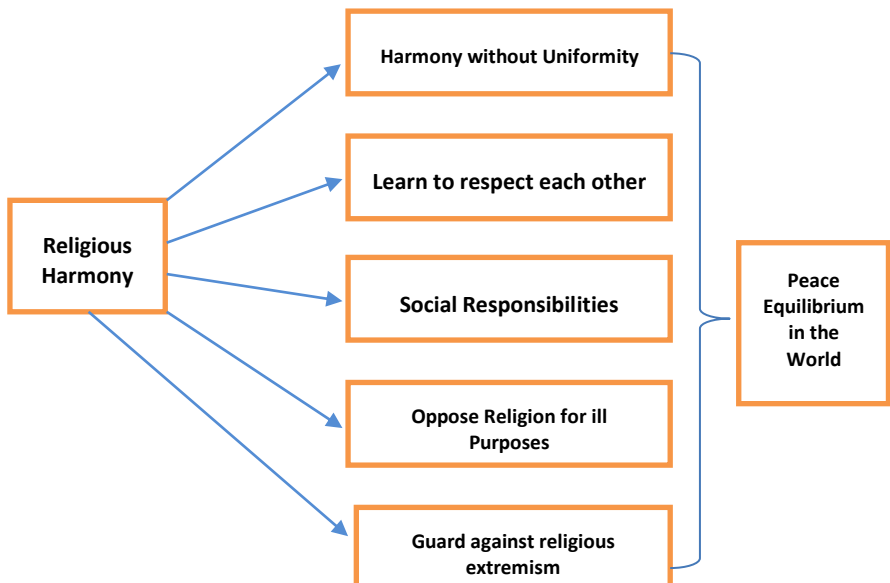 Harmony without Uniformity
Learn to respect each other
Religious
Harmony
Social Responsibilities
Peace
Equilibrium
in the
World
Oppose Religion for ill
Purposes
Guard against religious
extremism